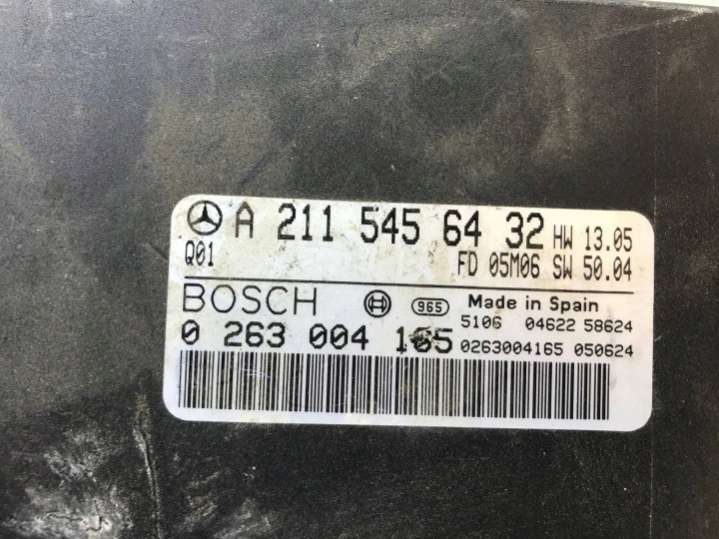 A 211 545 64 32 HW 13.05
Q01 FD 05M06 SW 50.04
BOSCH 965 Made in Spain
5106 04622 58624
0 263 004 165 0263004165 050624